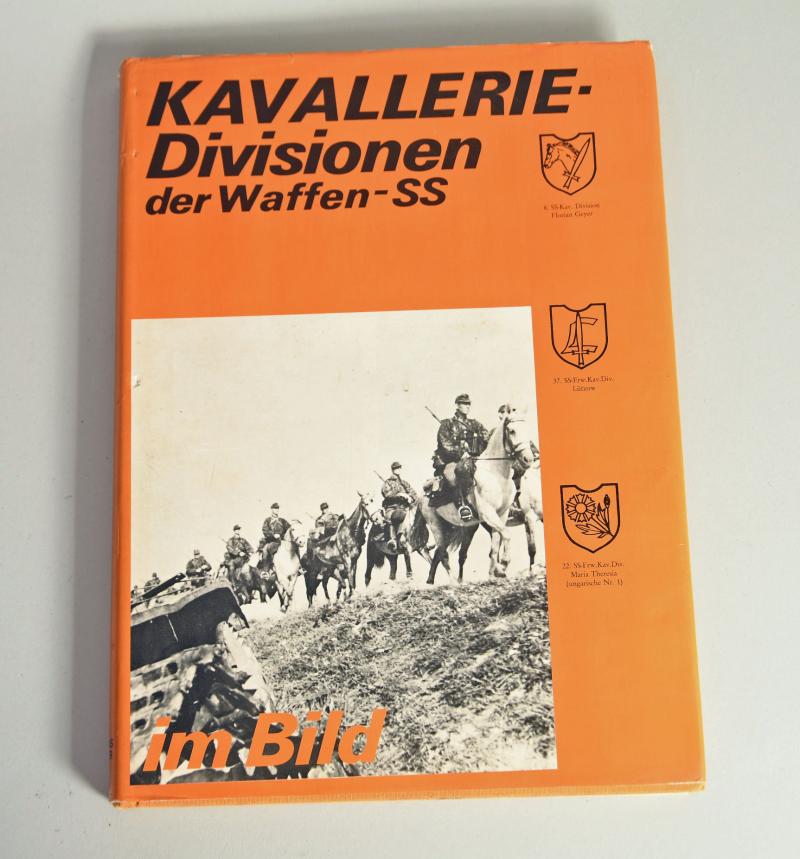 KAVALLERIE-
Divisionen
der Waffen-SS
8. SS-Kav. Division
Florian Geyer
37. SS-Frw.Kav.Div.
Lützow
22. SS-Frw.Kav.Div.
Maria Theresia
(ungarische Nr. 1)
im Bild